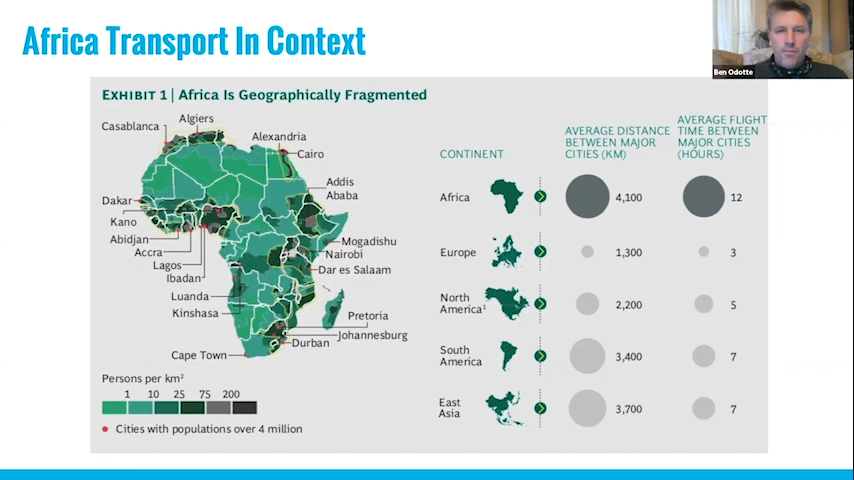 Africa Transport In Context
Ben Odotte
EXHIBIT 1 | Africa Is Geographically Fragmented
Casablanca
Algiers
Alexandria
Cairo
Addis
Ababa
Dakar
Kano
Abidjan
Accra
Lagos
Ibadan
Luanda
Kinshasa
Cape Town
Mogadishu
Nairobi
Dar es Salaam
Pretoria
Johannesburg
Durban
Persons per km²
1 10 25 75 200
Cities with populations over 4 million
CONTINENT
AVERAGE DISTANCE
BETWEEN MAJOR
CITIES (KM)
AVERAGE FLIGHT
TIME BETWEEN
MAJOR CITIES
(HOURS)
Africa 4,100 12
Europe 1,300 3
North
America¹ 2,200 5
South
America 3,400 7
East
Asia 3,700 7